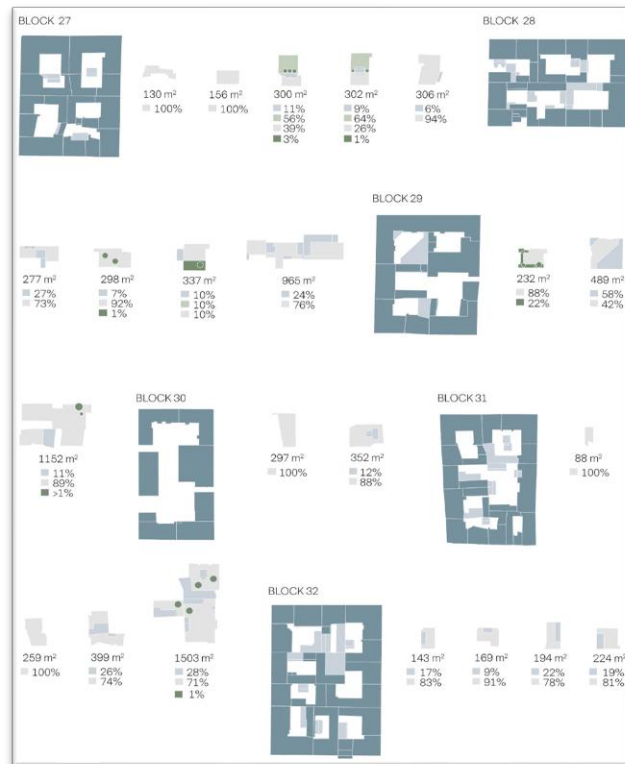 BLOCK 27
BLOCK 28
130 m²
100%
156 m²
100%
300 m²
11%
56%
39%
3%
302 m²
9%
64%
26%
1%
306 m²
6%
94%
BLOCK 29
277 m²
27%
73%
298 m²
7%
92%
1%
337 m²
10%
10%
10%
965 m²
24%
76%
232 m²
88%
22%
489 m²
58%
42%
BLOCK 30
BLOCK 31
1152 m²
11%
89%
>1%
297 m²
100%
352 m²
12%
88%
88 m²
100%
BLOCK 32
259 m²
100%
399 m²
26%
74%
1503 m²
28%
71%
1%
143 m²
17%
83%
169 m²
9%
91%
194 m²
22%
78%
224 m²
19%
81%